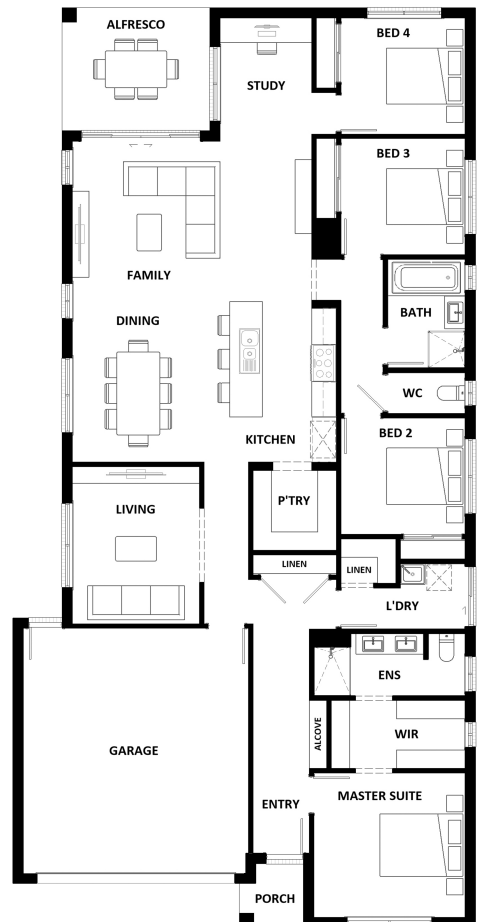 ALFRESCO
BED 4
STUDY
BED 3
FAMILY
BATH
DINING
WC
BED 2
KITCHEN
P'TRY
LIVING
LINEN
LINEN
L'DRY
ENS
ALCOVE
WIR
GARAGE
MASTER SUITE
ENTRY
PORCH